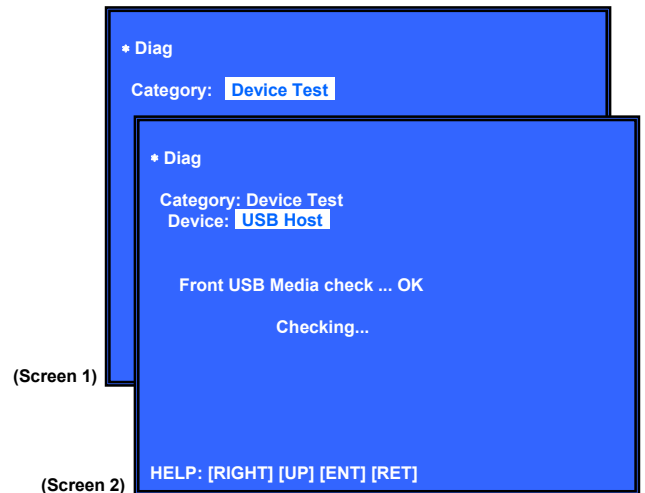 * Diag
Category: Device Test
* Diag
Category: Device Test
Device: USB Host
Front USB Media check ... OK
Checking...
(Screen 1)
HELP: [RIGHT] [UP] [ENT] [RET]
(Screen 2)